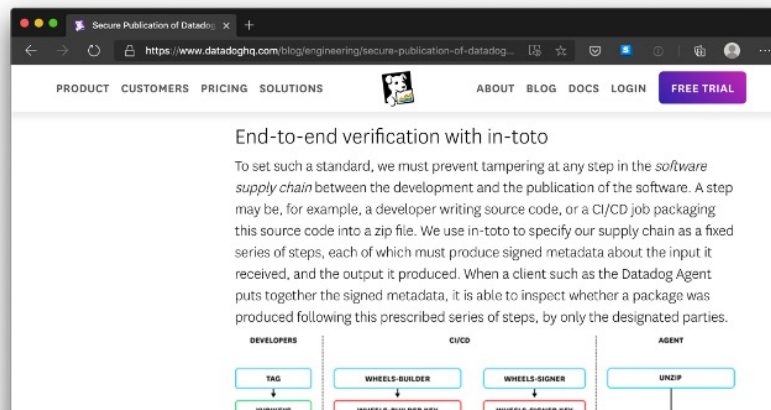 Secure Publication of Datadog
https://www.datadoghq.com/blog/engineering/secure-publication-of-datadog...
PRODUCT CUSTOMERS PRICING SOLUTIONS ABOUT BLOG DOCS LOGIN FREE TRIAL
End-to-end verification with in-toto
To set such a standard, we must prevent tampering at any step in the software
supply chain between the development and the publication of the software. A step
may be, for example, a developer writing source code, or a CI/CD job packaging
this source code into a zip file. We use in-toto to specify our supply chain as a fixed
series of steps, each of which must produce signed metadata about the input it
received, and the output it produced. When a client such as the Datadog Agent
puts together the signed metadata, it is able to inspect whether a package was
produced following this prescribed series of steps, by only the designated parties.
DEVELOPERS CI/CD AGENT
TAG WHEELS-BUILDER WHEELS-SIGNER UNZIP
WHEELS-BUILDER KEY WHEELS-SIGNER KEY